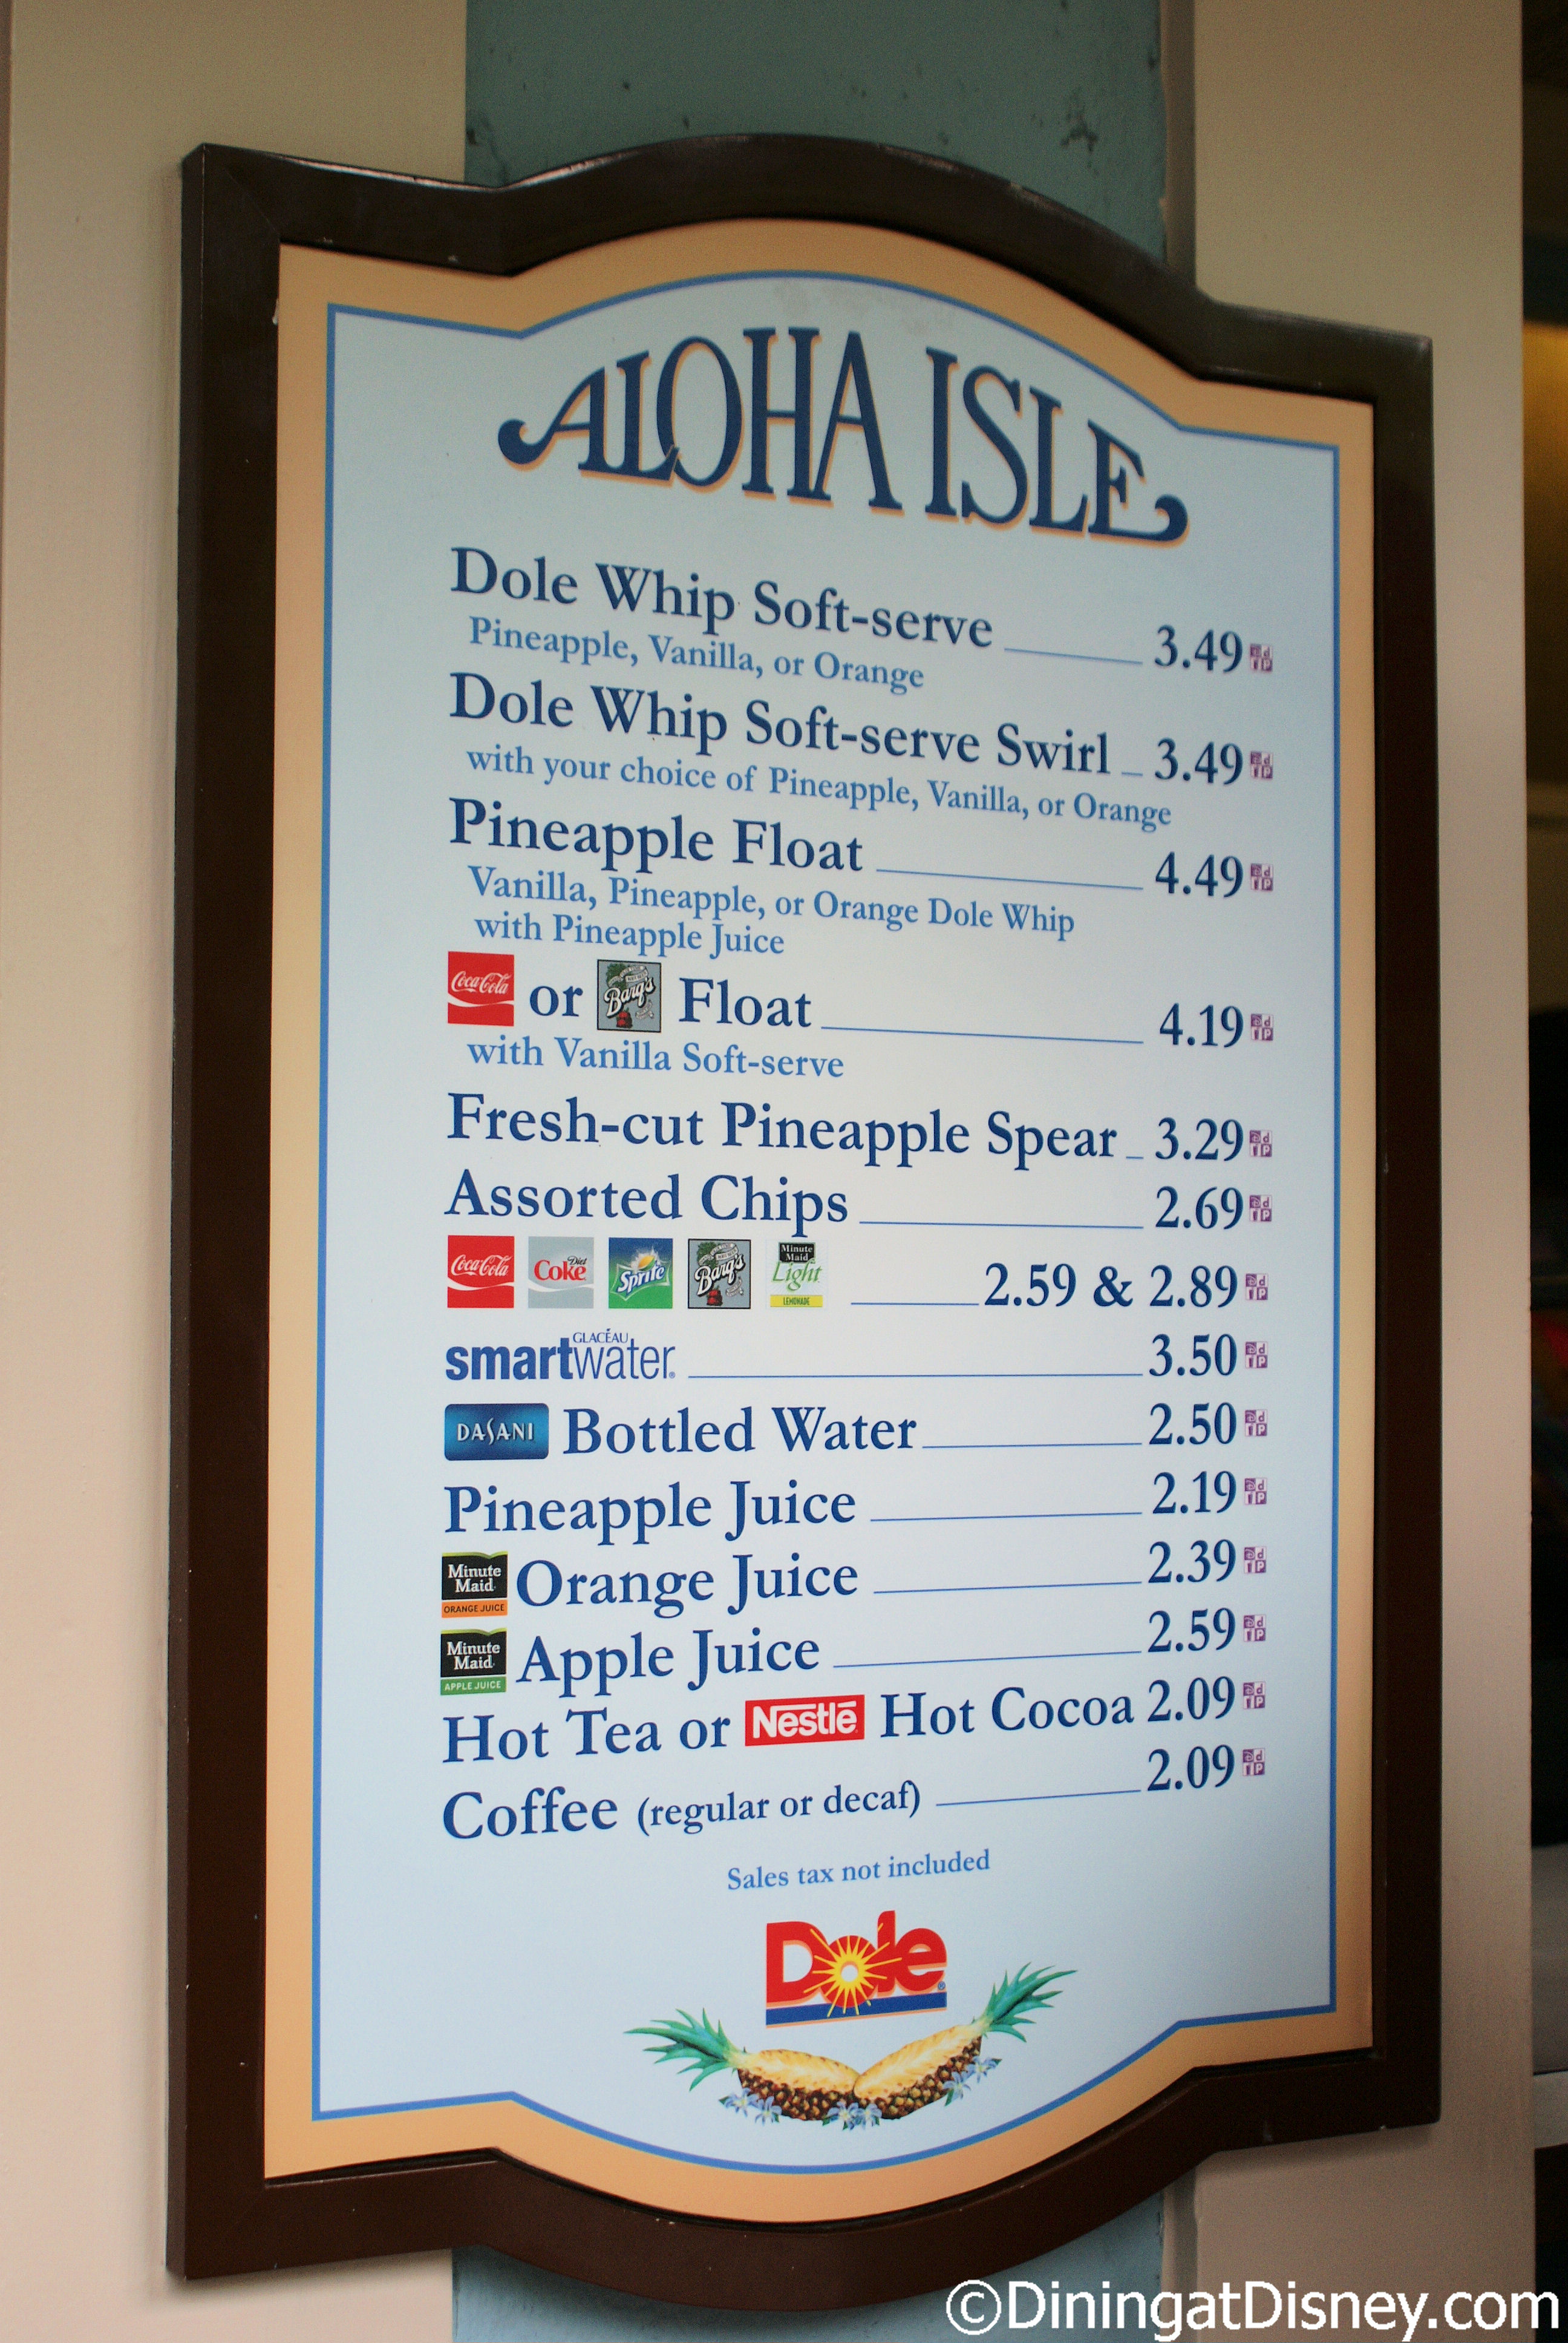 ALOHA ISLE
Dole Whip Soft-serve 3.49
Pineapple, Vanilla, or Orange
Dole Whip Soft-serve Swirl 3.49
with your choice of Pineapple, Vanilla, or Orange
Pineapple Float 4.49
Vanilla, Pineapple, or Orange Dole Whip
with Pineapple Juice
Coca-Cola or Barq's Float 4.19
with Vanilla Soft-serve
Fresh-cut Pineapple Spear 3.29
Assorted Chips 2.69
Coca-Cola Diet Coke Sprite Barq's Minute Maid Light LEMONADE 2.59 & 2.89
GLACÉAU smartwater 3.50
DASANI Bottled Water 2.50
Pineapple Juice 2.19
Minute Maid ORANGE JUICE Orange Juice 2.39
Minute Maid APPLE JUICE Apple Juice 2.59
Hot Tea or Nestlé Hot Cocoa 2.09
Coffee (regular or decaf) 2.09
Sales tax not included
Dole
©DiningatDisney.com